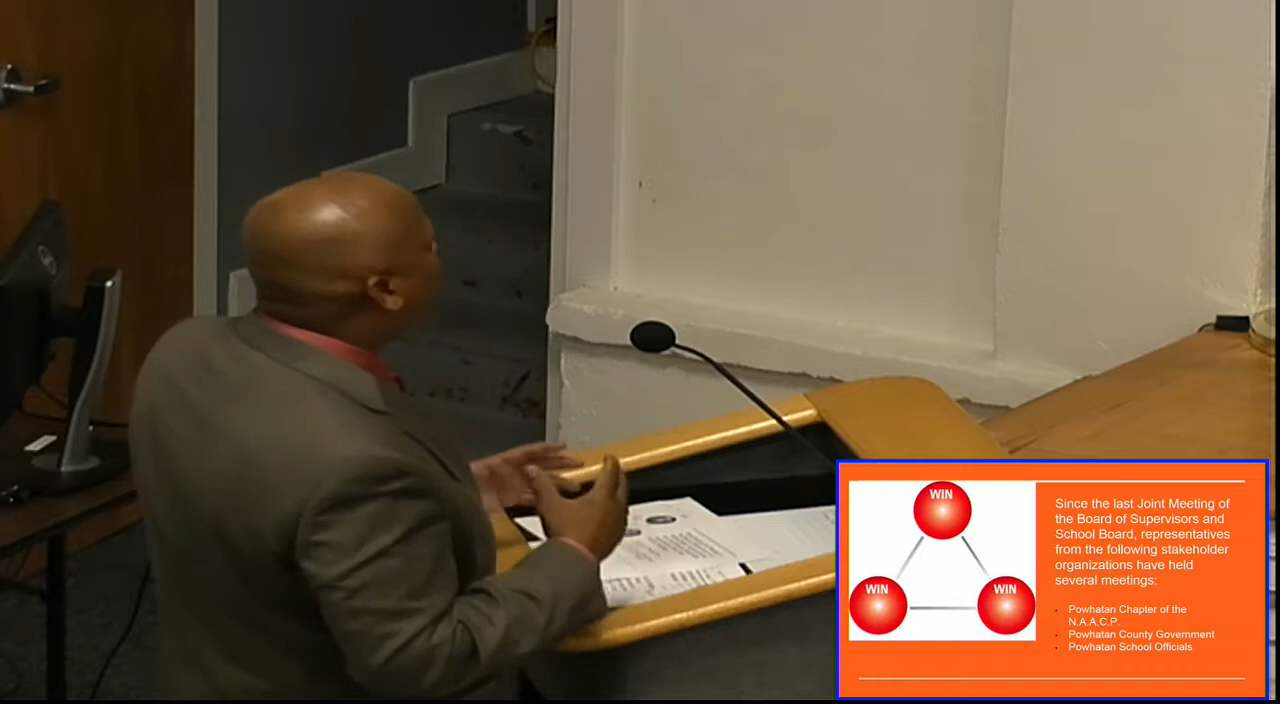 WIN
WIN
WIN
Since the last Joint Meeting of
the Board of Supervisors and
School Board, representatives
from the following stakeholder
organizations have held
several meetings:
Powhatan Chapter of the
N.A.A.C.P.
Powhatan County Government
Powhatan School Officials